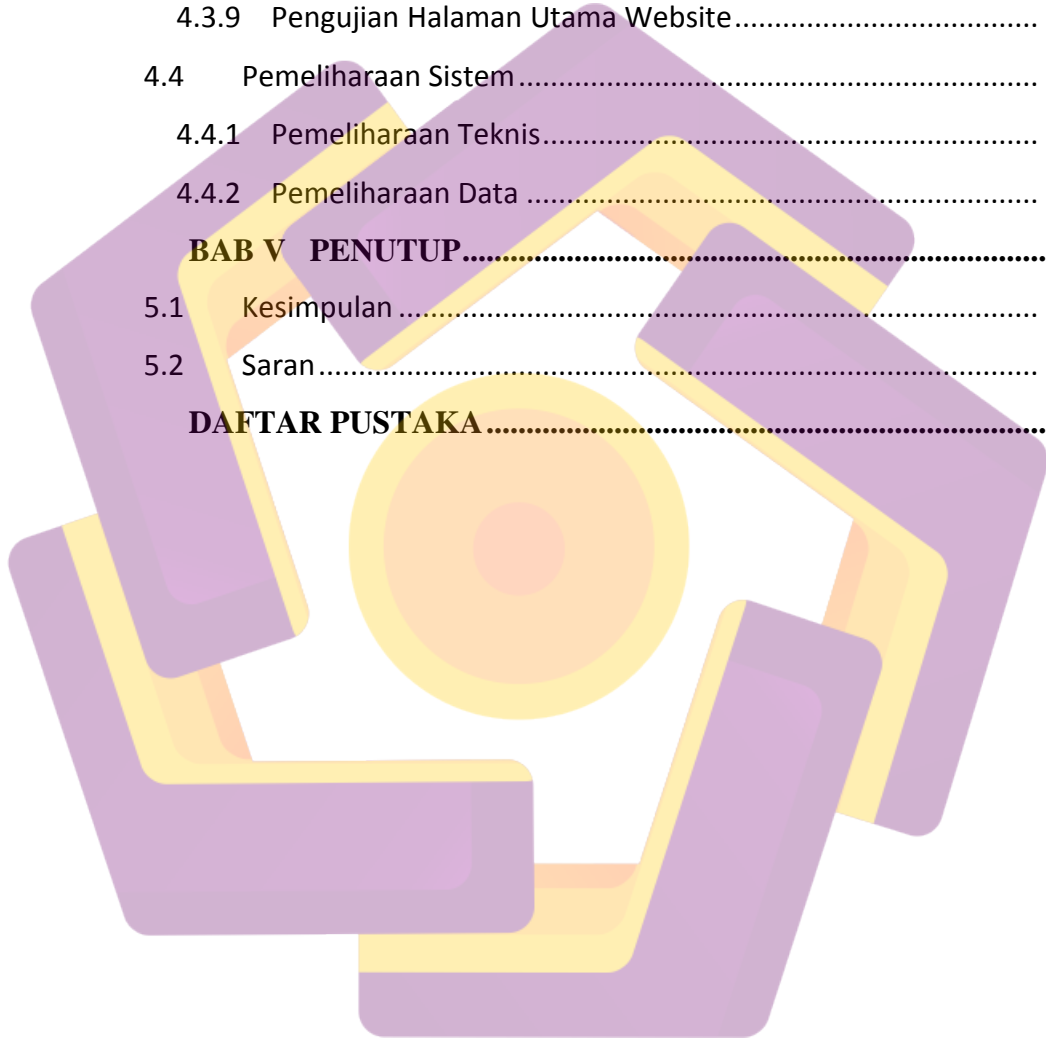 4.3.9 Pengujian Halaman Utama Website....................................
4.4 Pemeliharaan Sistem...............................................................
4.4.1 Pemeliharaan Teknis............................................................
4.4.2 Pemeliharaan Data ..............................................................
BAB V PENUTUP.........................................................................
5.1 Kesimpulan ..............................................................................
5.2 Saran........................................................................................
DAFTAR PUSTAKA......................................................................